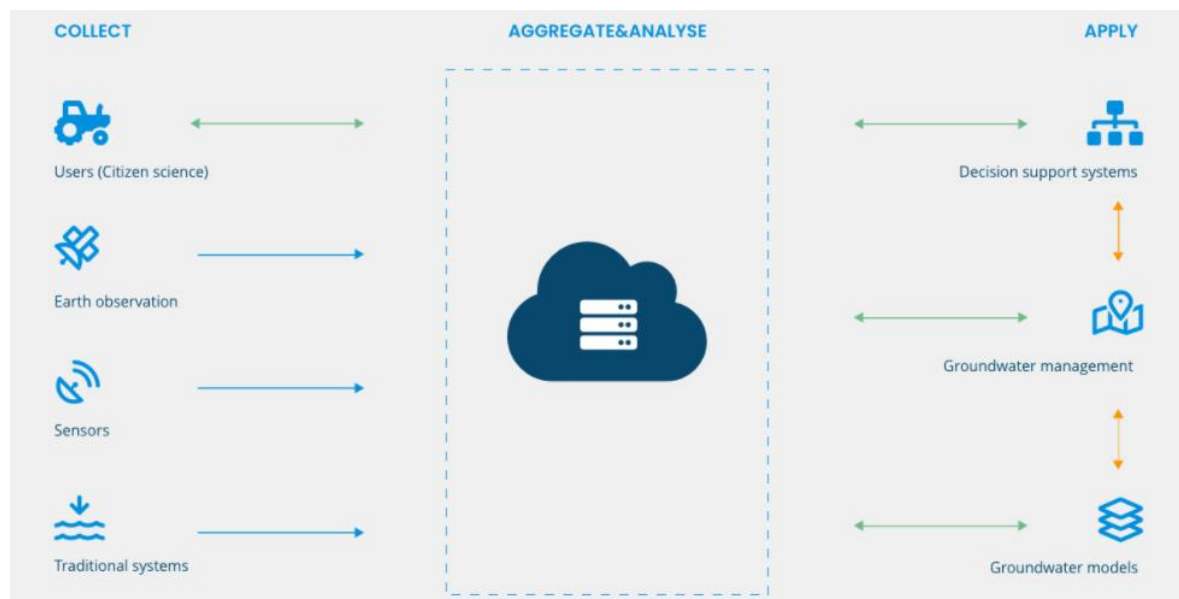 COLLECT
AGGREGATE&ANALYSE
APPLY
Users (Citizen science)
Decision support systems
Earth observation
Groundwater management
Sensors
Traditional systems
Groundwater models